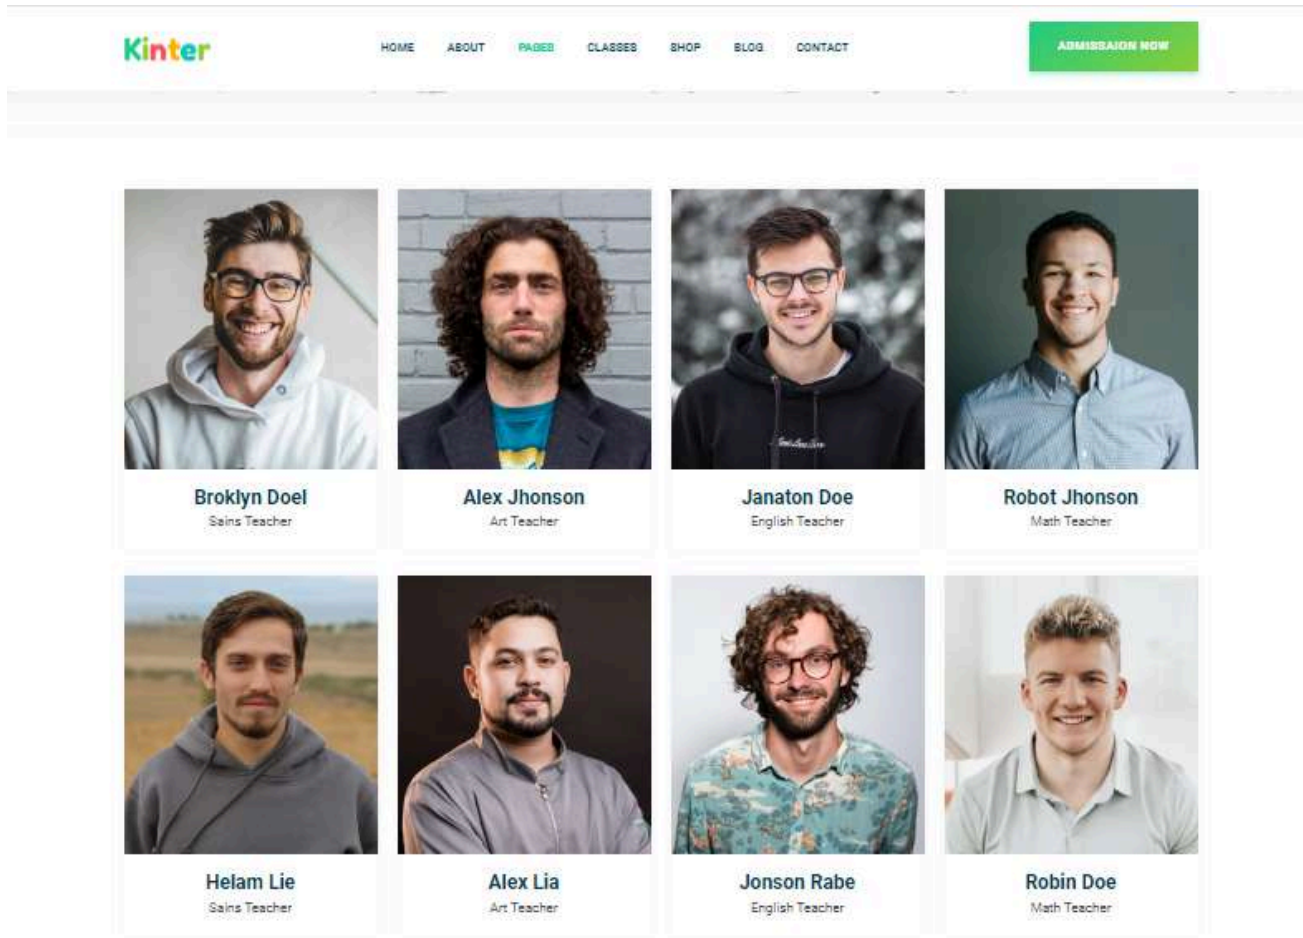 Kinter
HOME ABOUT PAGES CLASSES SHOP BLOG CONTACT
ADMISSAION NOW
Broklyn Doel
Sains Teacher
Alex Jhonson
Art Teacher
Janaton Doe
English Teacher
Robot Jhonson
Math Teacher
Helam Lie
Sains Teacher
Alex Lia
Art Teacher
Jonson Rabe
English Teacher
Robin Doe
Math Teacher